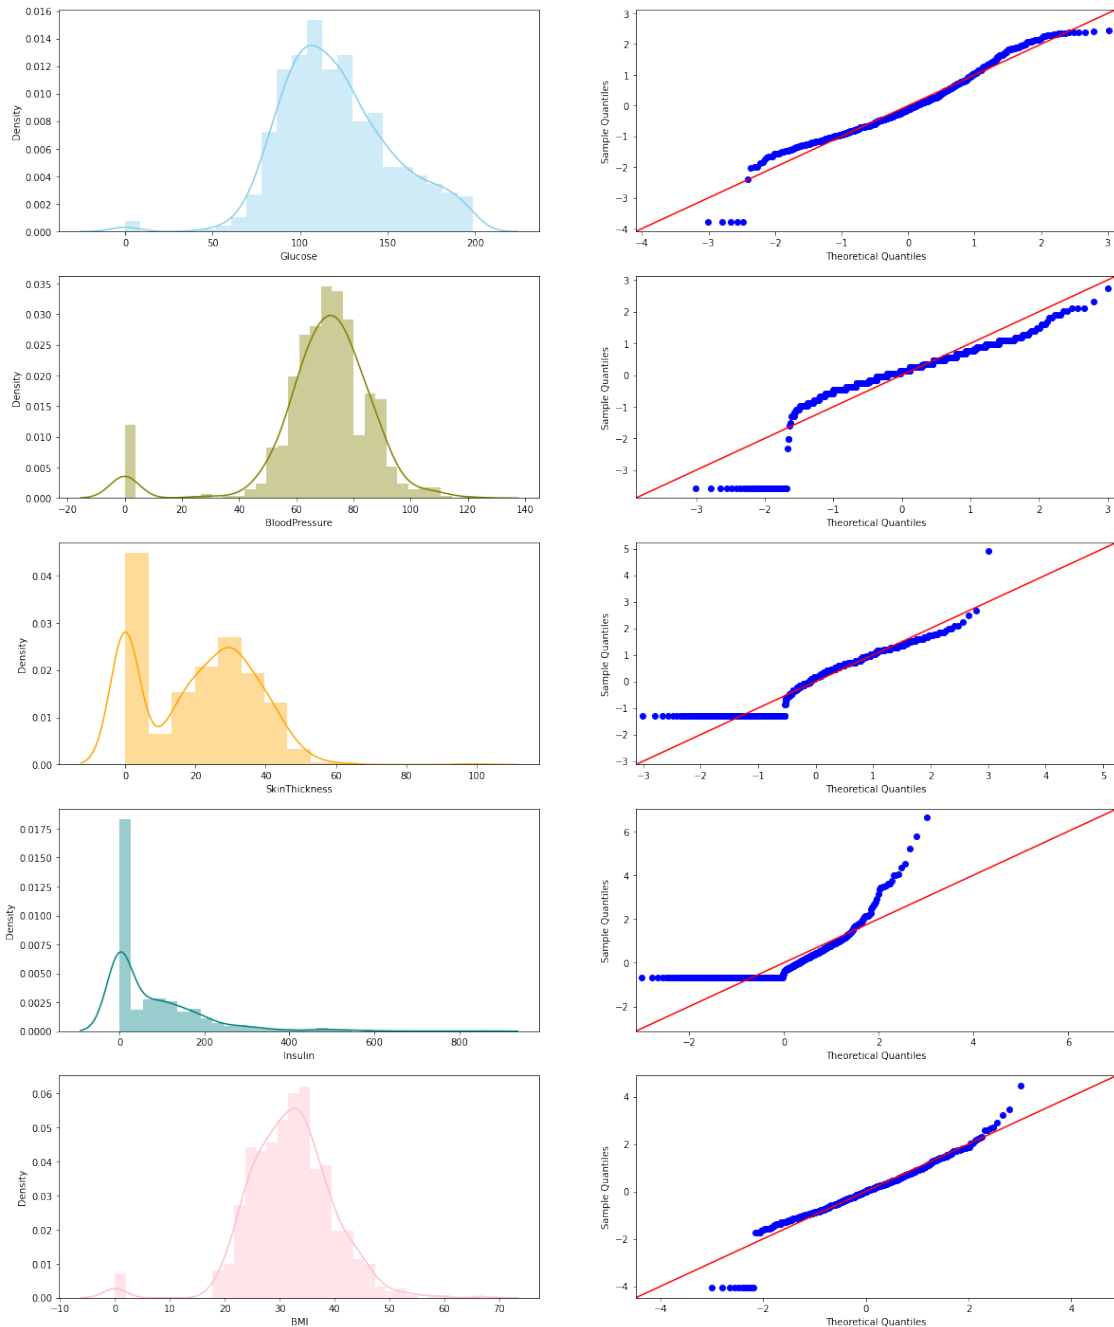 0.016
0.014
0.012
0.010
0.008
0.006
0.004
0.002
0.000
Density
0 50 100 150 200
Glucose
3
2
1
0
−1
−2
−3
−4
Sample Quantiles
−4 −3 −2 −1 0 1 2 3
Theoretical Quantiles
0.035
0.030
0.025
0.020
0.015
0.010
0.005
0.000
Density
−20 0 20 40 60 80 100 120 140
BloodPressure
3
2
1
0
−1
−2
−3
Sample Quantiles
−3 −2 −1 0 1 2 3
Theoretical Quantiles
0.04
0.03
0.02
0.01
0.00
Density
0 20 40 60 80 100
SkinThickness
5
4
3
2
1
0
−1
−2
−3
Sample Quantiles
−3 −2 −1 0 1 2 3 4 5
Theoretical Quantiles
0.0175
0.0150
0.0125
0.0100
0.0075
0.0050
0.0025
0.0000
Density
0 200 400 600 800
Insulin
6
4
2
0
−2
Sample Quantiles
−2 0 2 4 6
Theoretical Quantiles
0.06
0.05
0.04
0.03
0.02
0.01
0.00
Density
−10 0 10 20 30 40 50 60 70
BMI
4
2
0
−2
−4
Sample Quantiles
−4 −2 0 2 4
Theoretical Quantiles